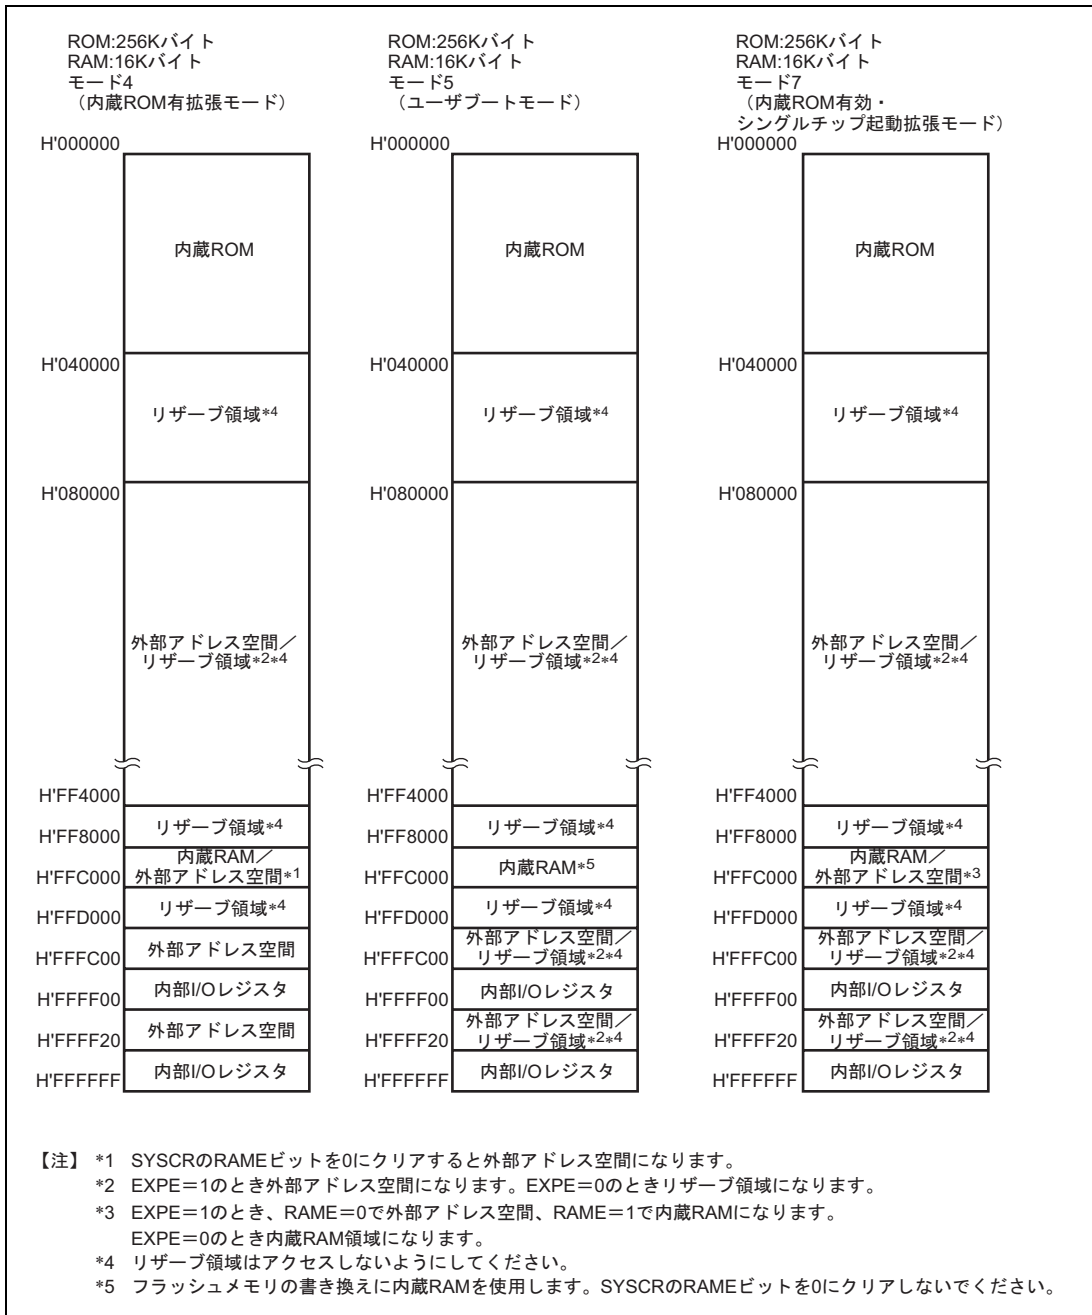 ROM:256Kバイト
RAM:16Kバイト
モード4
（内蔵ROM有拡張モード）
H'000000
内蔵ROM
H'040000
リザーブ領域*4
H'080000
外部アドレス空間／
リザーブ領域*2*4
H'FF4000
リザーブ領域*4
H'FF8000
内蔵RAM／
外部アドレス空間*1
H'FFC000
リザーブ領域*4
H'FFD000
外部アドレス空間
H'FFFC00
内部I/Oレジスタ
H'FFFF00
外部アドレス空間
H'FFFF20
内部I/Oレジスタ
H'FFFFFF
ROM:256Kバイト
RAM:16Kバイト
モード5
（ユーザブートモード）
H'000000
内蔵ROM
H'040000
リザーブ領域*4
H'080000
外部アドレス空間／
リザーブ領域*2*4
H'FF4000
リザーブ領域*4
H'FF8000
内蔵RAM*5
H'FFC000
リザーブ領域*4
H'FFD000
外部アドレス空間／
リザーブ領域*2*4
H'FFFC00
内部I/Oレジスタ
H'FFFF00
外部アドレス空間／
リザーブ領域*2*4
H'FFFF20
内部I/Oレジスタ
H'FFFFFF
ROM:256Kバイト
RAM:16Kバイト
モード7
（内蔵ROM有効・
シングルチップ起動拡張モード）
H'000000
内蔵ROM
H'040000
リザーブ領域*4
H'080000
外部アドレス空間／
リザーブ領域*2*4
H'FF4000
リザーブ領域*4
H'FF8000
内蔵RAM／
外部アドレス空間*3
H'FFC000
リザーブ領域*4
H'FFD000
外部アドレス空間／
リザーブ領域*2*4
H'FFFC00
内部I/Oレジスタ
H'FFFF00
外部アドレス空間／
リザーブ領域*2*4
H'FFFF20
内部I/Oレジスタ
H'FFFFFF
【注】 *1 SYSCRのRAMEビットを0にクリアすると外部アドレス空間になります。
*2 EXPE＝1のとき外部アドレス空間になります。EXPE＝0のときリザーブ領域になります。
*3 EXPE＝1のとき、RAME＝0で外部アドレス空間、RAME＝1で内蔵RAMになります。
EXPE＝0のとき内蔵RAM領域になります。
*4 リザーブ領域はアクセスしないようにしてください。
*5 フラッシュメモリの書き換えに内蔵RAMを使用します。SYSCRのRAMEビットを0にクリアしないでください。